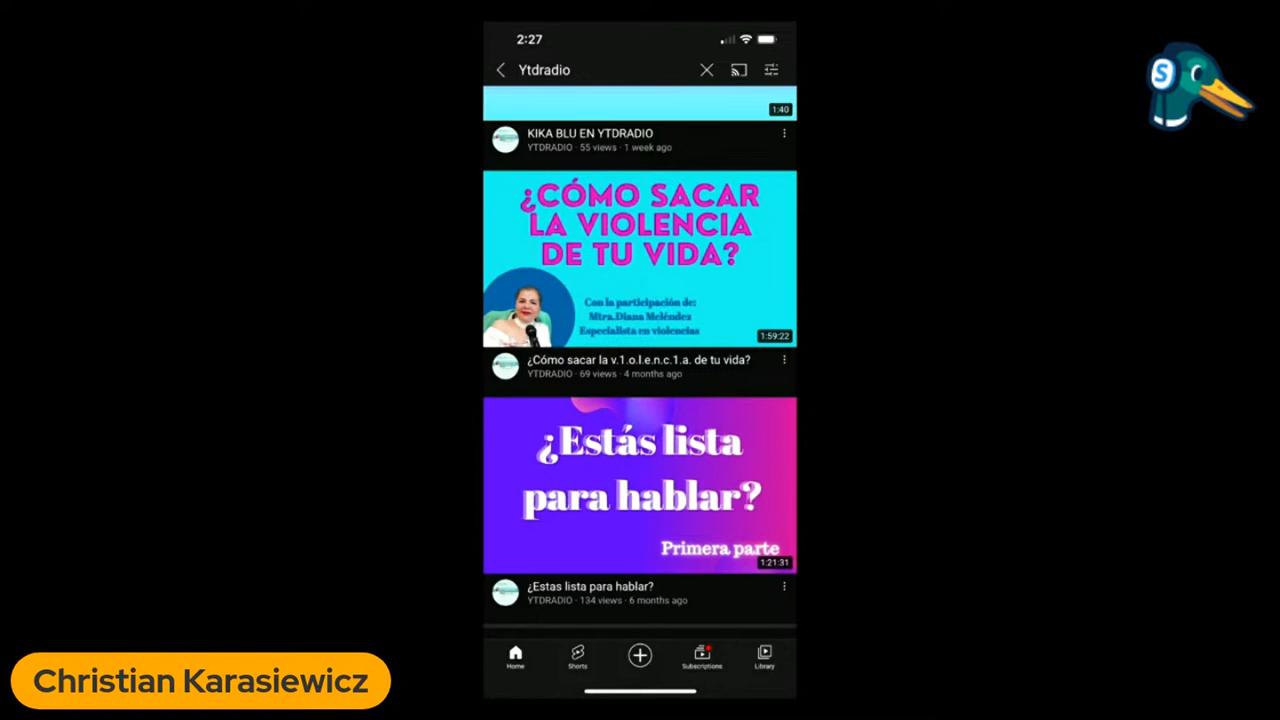 2:27
Ytdradio
1:40
KIKA BLU EN YTDRADIO
YTDRADIO · 55 views · 1 week ago
¿CÓMO SACAR
LA VIOLENCIA
DE TU VIDA?
Con la participación de:
Mtra.Diana Meléndez
Especialista en violencias
1:59:22
¿Cómo sacar la v.1.o.l.e.n.c.1.a. de tu vida?
YTDRADIO · 69 views · 4 months ago
¿Estás lista
para hablar?
Primera parte
1:21:31
¿Estas lista para hablar?
YTDRADIO · 134 views · 6 months ago
Home
Shorts
Subscriptions
Library
Christian Karasiewicz
S